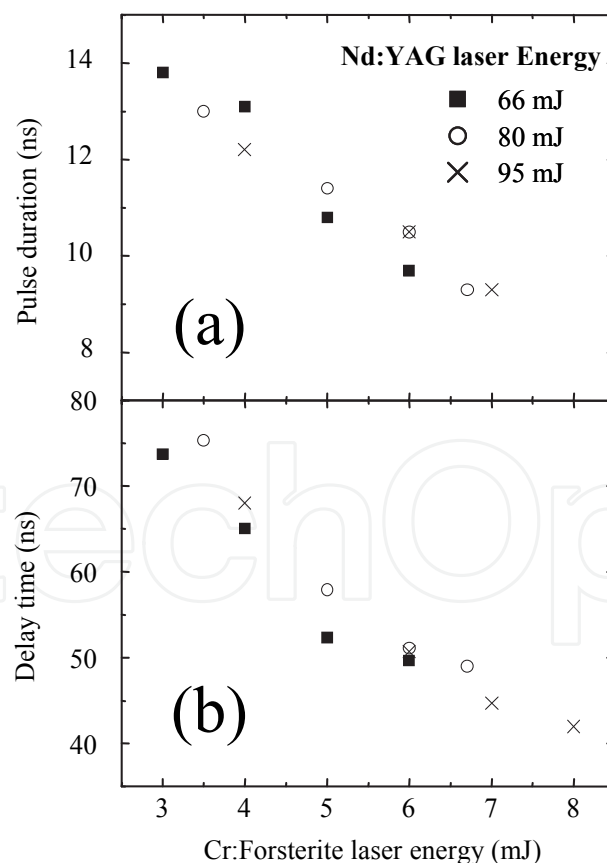 Nd:YAG laser Energy
66 mJ
80 mJ
95 mJ
Pulse duration (ns)
14
12
10
8
(a)
80
70
60
50
40
Delay time (ns)
(b)
3 4 5 6 7 8
Cr:Forsterite laser energy (mJ)
techOp